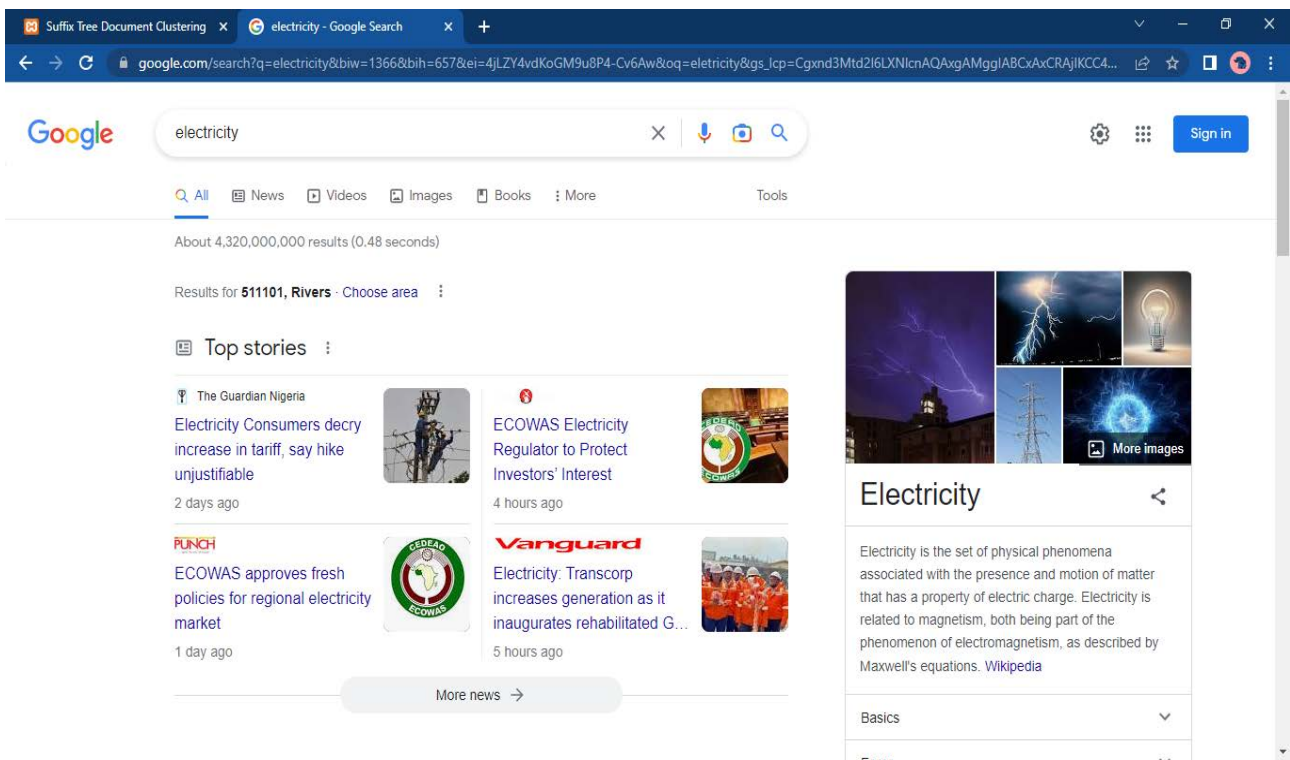 Suffix Tree Document Clustering
electricity - Google Search
google.com/search?q=electricity&biw=1366&bih=657&ei=4jLZY4vdKoGM9u8P4-Cv6Aw&oq=eletricity&gs_lcp=Cgxnd3Mtd2l6LXNlcnAQAxgAMggIABCxAxCRAjIKCC4...
Google
electricity
Sign in
All News Videos Images Books More Tools
About 4,320,000,000 results (0.48 seconds)
Results for 511101, Rivers · Choose area
Top stories
The Guardian Nigeria
Electricity Consumers decry
increase in tariff, say hike
unjustifiable
2 days ago
ECOWAS Electricity
Regulator to Protect
Investors' Interest
4 hours ago
CEDEAO
ECOWAS
PUNCH
ECOWAS approves fresh
policies for regional electricity
market
1 day ago
CEDEAO
ECOWAS
Vanguard
Electricity: Transcorp
increases generation as it
inaugurates rehabilitated G...
5 hours ago
More news
More images
Electricity
Electricity is the set of physical phenomena
associated with the presence and motion of matter
that has a property of electric charge. Electricity is
related to magnetism, both being part of the
phenomenon of electromagnetism, as described by
Maxwell's equations. Wikipedia
Basics